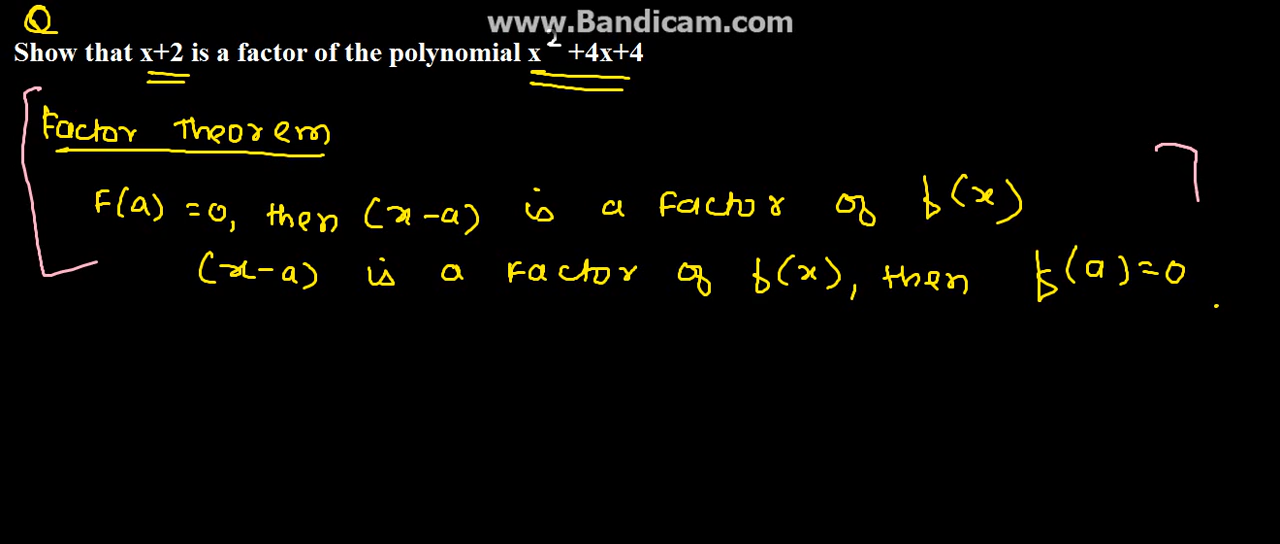 www.Bandicam.com
Q
Show that x+2 is a factor of the polynomial x² +4x+4
Factor Theorem
F(a) =0, then (x-a) is a factor of f(x)
(x-a) is a factor of f(x), then f(a)=0